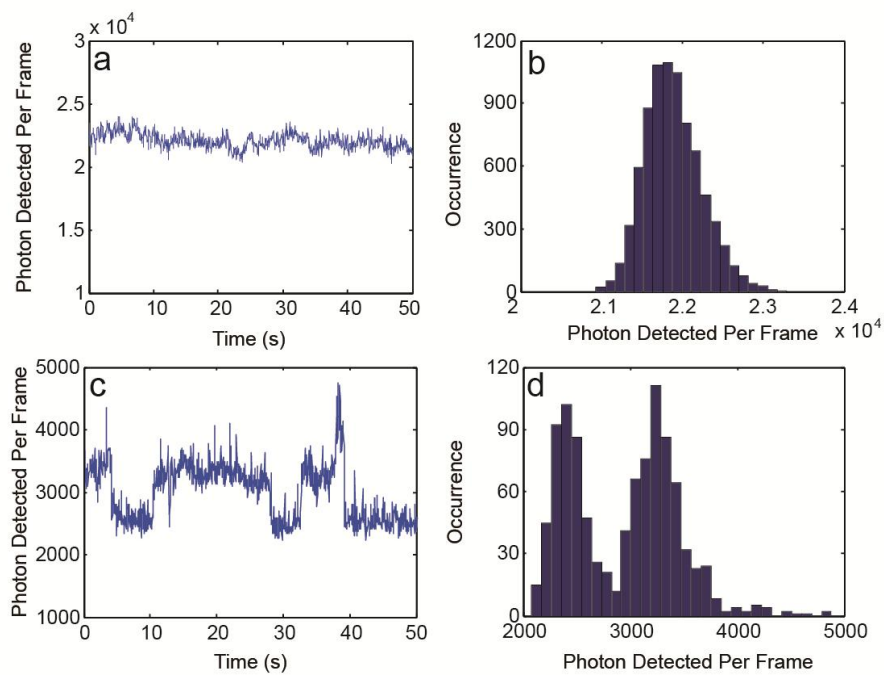 x 10^4
a
3
2.5
2
1.5
1
Photon Detected Per Frame
0 10 20 30 40 50
Time (s)
b
1200
900
600
300
0
Occurrence
2 2.1 2.2 2.3 2.4
Photon Detected Per Frame x 10^4
c
5000
4000
3000
2000
1000
Photon Detected Per Frame
0 10 20 30 40 50
Time (s)
d
120
90
60
30
0
Occurrence
2000 3000 4000 5000
Photon Detected Per Frame